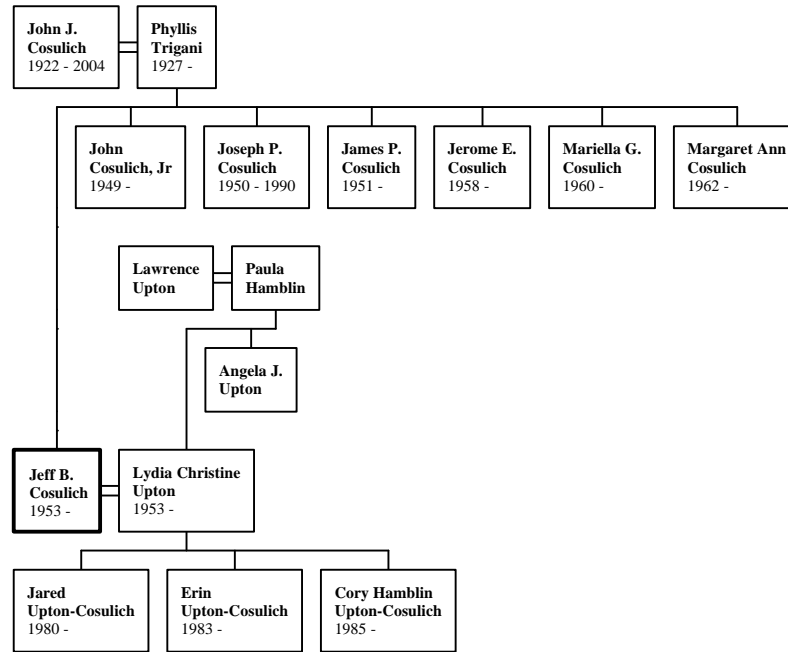 John J.
Cosulich
1922 - 2004
Phyllis
Trigani
1927 -
John
Cosulich, Jr
1949 -
Joseph P.
Cosulich
1950 - 1990
James P.
Cosulich
1951 -
Jerome E.
Cosulich
1958 -
Mariella G.
Cosulich
1960 -
Margaret Ann
Cosulich
1962 -
Lawrence
Upton
Paula
Hamblin
Angela J.
Upton
Jeff B.
Cosulich
1953 -
Lydia Christine
Upton
1953 -
Jared
Upton-Cosulich
1980 -
Erin
Upton-Cosulich
1983 -
Cory Hamblin
Upton-Cosulich
1985 -